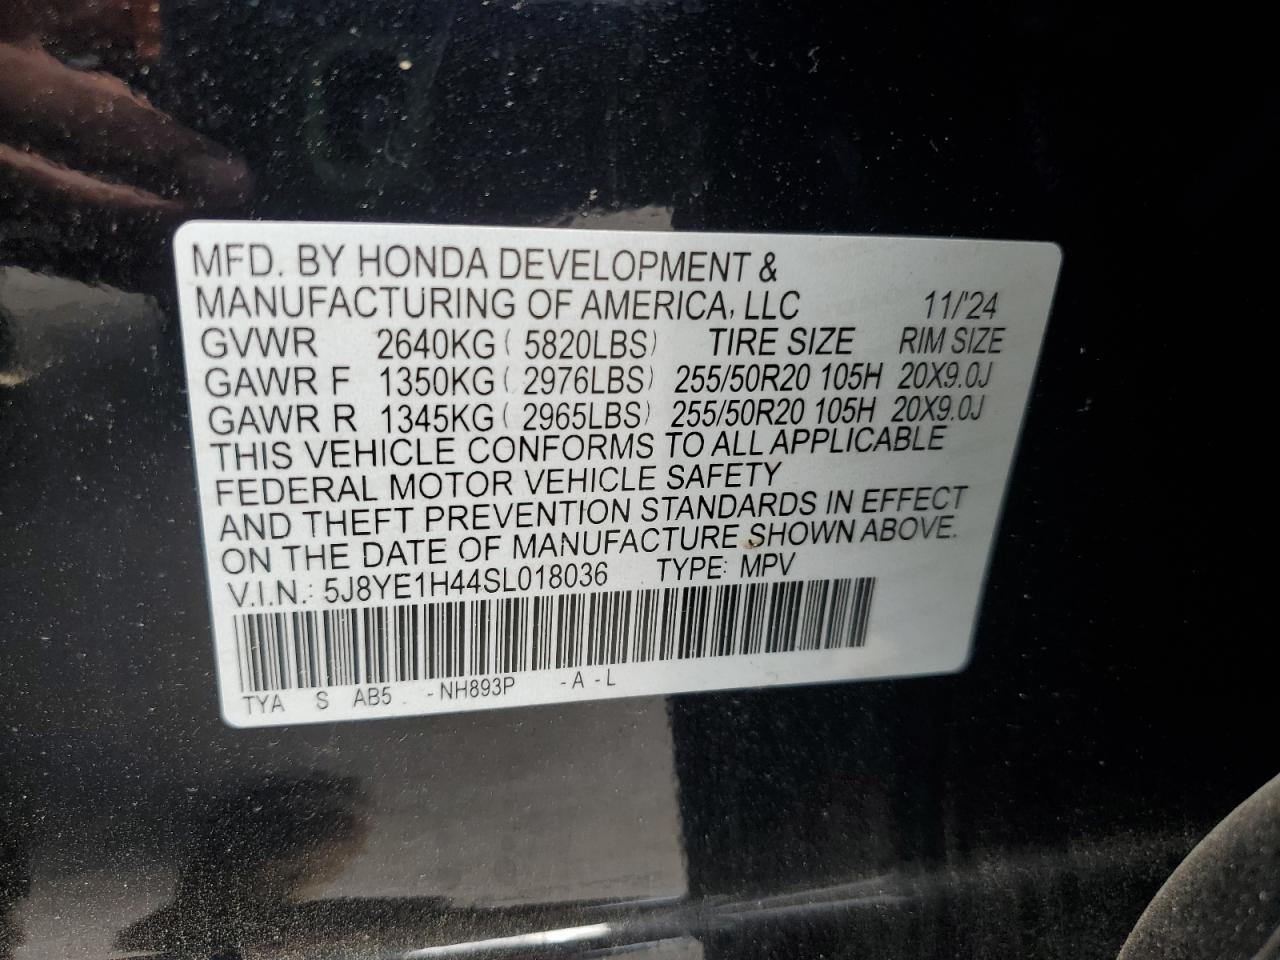 MFD. BY HONDA DEVELOPMENT &
MANUFACTURING OF AMERICA, LLC 11/'24
GVWR 2640KG ( 5820LBS) TIRE SIZE RIM SIZE
GAWR F 1350KG ( 2976LBS) 255/50R20 105H 20X9.0J
GAWR R 1345KG ( 2965LBS) 255/50R20 105H 20X9.0J
THIS VEHICLE CONFORMS TO ALL APPLICABLE
FEDERAL MOTOR VEHICLE SAFETY
AND THEFT PREVENTION STANDARDS IN EFFECT
ON THE DATE OF MANUFACTURE SHOWN ABOVE.
V.I.N.: 5J8YE1H44SL018036 TYPE: MPV
TYA S AB5 -NH893P -A -L